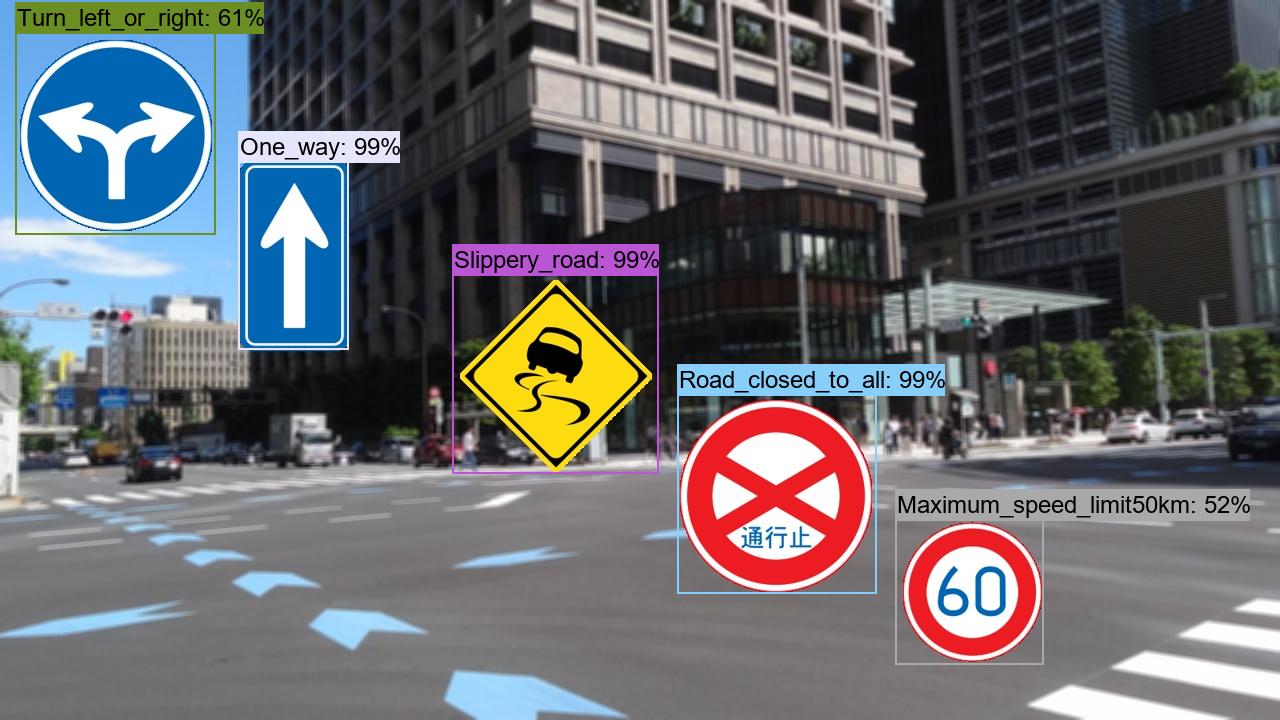 Turn_left_or_right: 61%
One_way: 99%
Slippery_road: 99%
Road_closed_to_all: 99%
通行止
Maximum_speed_limit50km: 52%
60